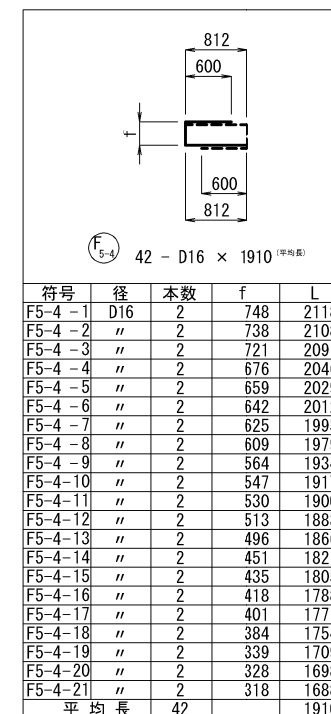 812
600
f
600
812
F5-4 42 - D16 × 1910 (平均長)
符号 径 本数 f L
F5-4 -1 D16 2 748
F5-4 -2 〃 2 738
F5-4 -3 〃 2 721
F5-4 -4 〃 2 676
F5-4 -5 〃 2 659
F5-4 -6 〃 2 642
F5-4 -7 〃 2 625
F5-4 -8 〃 2 609
F5-4 -9 〃 2 564
F5-4-10 〃 2 547
F5-4-11 〃 2 530
F5-4-12 〃 2 513
F5-4-13 〃 2 496
F5-4-14 〃 2 451
F5-4-15 〃 2 435
F5-4-16 〃 2 418
F5-4-17 〃 2 401
F5-4-18 〃 2 384
F5-4-19 〃 2 339
F5-4-20 〃 2 328
F5-4-21 〃 2 318
平 均 長 42